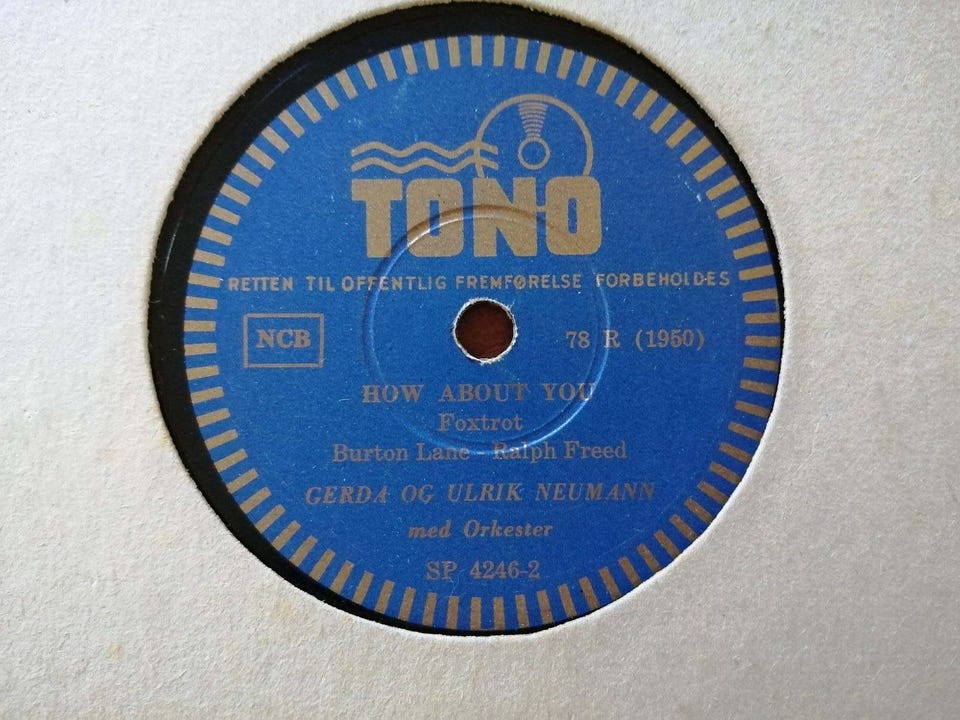 TONO
RETTEN TIL OFFENTLIG FREMFØRELSE FORBEHOLDES
NCB
78 R (1950)
HOW ABOUT YOU
Foxtrot
Burton Lane - Ralph Freed
GERDA OG ULRIK NEUMANN
med Orkester
SP 4246-2